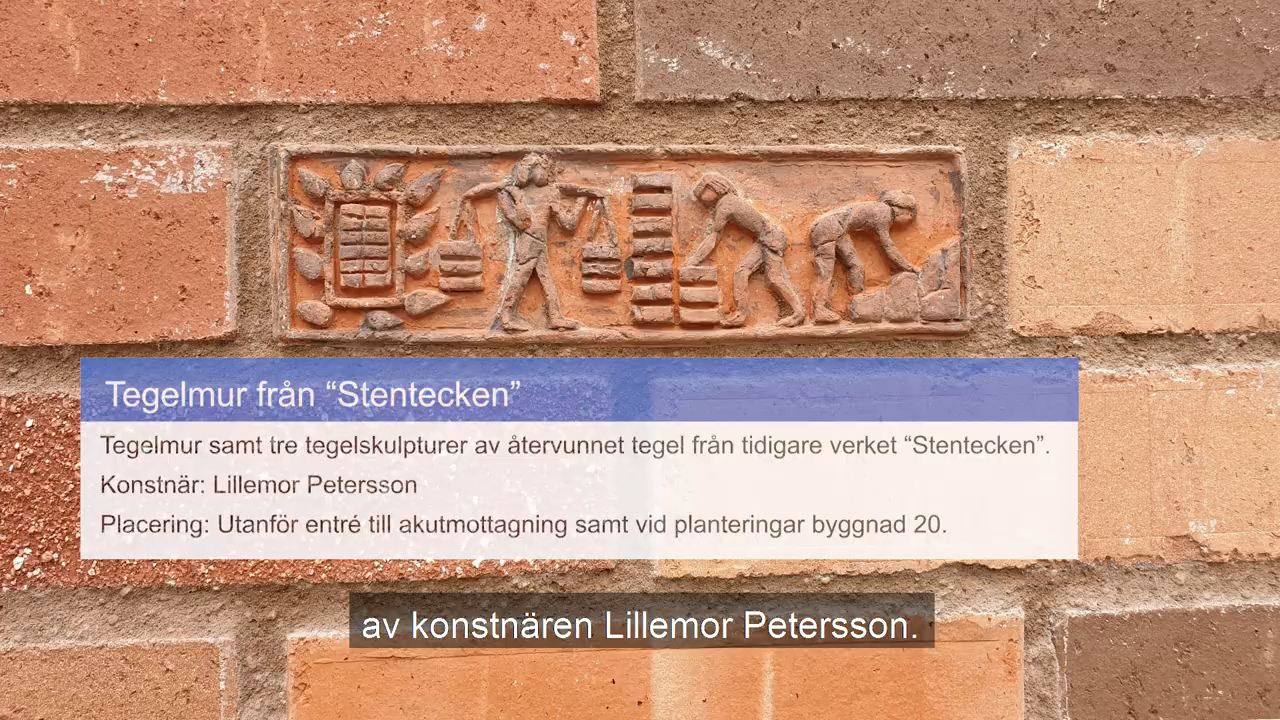 Tegelmur från “Stentecken”
Tegelmur samt tre tegelskulpturer av återvunnet tegel från tidigare verket “Stentecken”.
Konstnär: Lillemor Petersson
Placering: Utanför entré till akutmottagning samt vid planteringar byggnad 20.
av konstnären Lillemor Petersson.